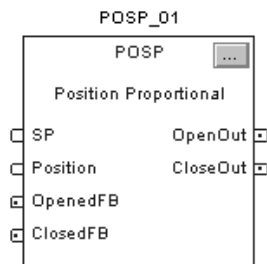 POSP_01
POSP ...
Position Proportional
SP OpenOut
Position CloseOut
OpenedFB
ClosedFB